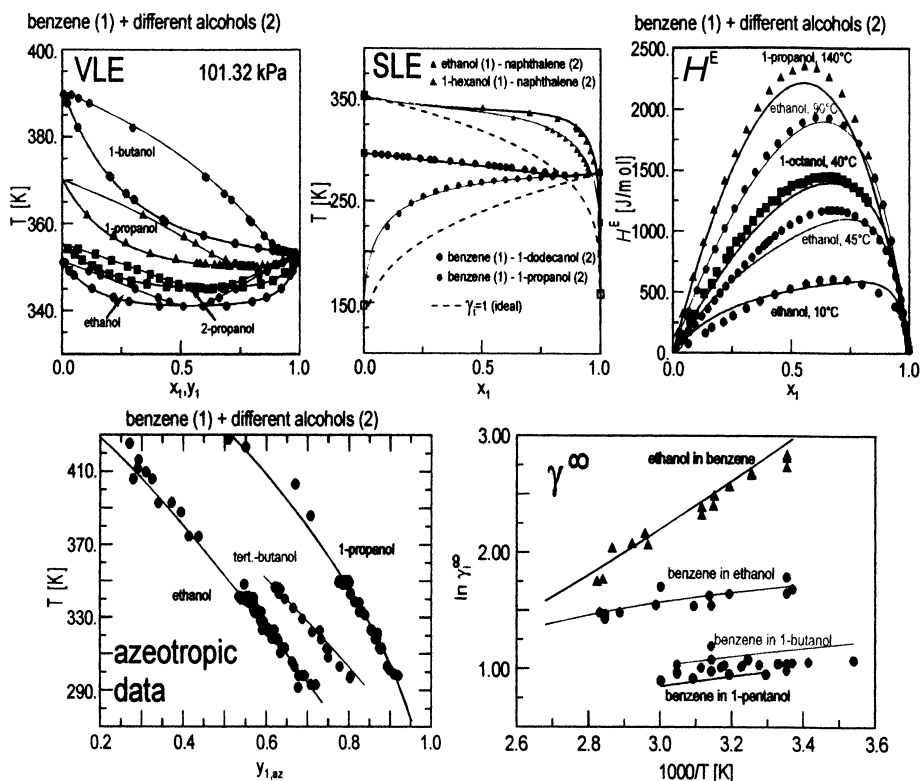 benzene (1) + different alcohols (2)
VLE
101.32 kPa
1-butanol
1-propanol
ethanol
2-propanol
T [K]
400.
380.
360.
340.
0.0
0.5
1.0
x1,y1
SLE
ethanol (1) - naphthalene (2)
1-hexanol (1) - naphthalene (2)
benzene (1) - 1-dodecanol (2)
benzene (1) - 1-propanol (2)
γi=1 (ideal)
T [K]
350.
250.
150.
0.0
0.5
1.0
x1
benzene (1) + different alcohols (2)
HE
1-propanol, 140°C
ethanol, 90°C
1-octanol, 40°C
ethanol, 45°C
ethanol, 10°C
HE [J/mol]
2500
2250
2000
1750
1500
1250
1000
750
500
250
0.
0.0
0.5
1.0
x1
benzene (1) + different alcohols (2)
ethanol
tert.-butanol
1-propanol
azeotropic
data
T [K]
410.
370.
330.
290.
0.2
0.4
0.6
0.8
1.0
y1,az
γ∞
ethanol in benzene
benzene in ethanol
benzene in 1-butanol
benzene in 1-pentanol
ln γi∞
3.00
2.00
1.00
2.6
2.8
3.0
3.2
3.4
3.6
1000/T [K]